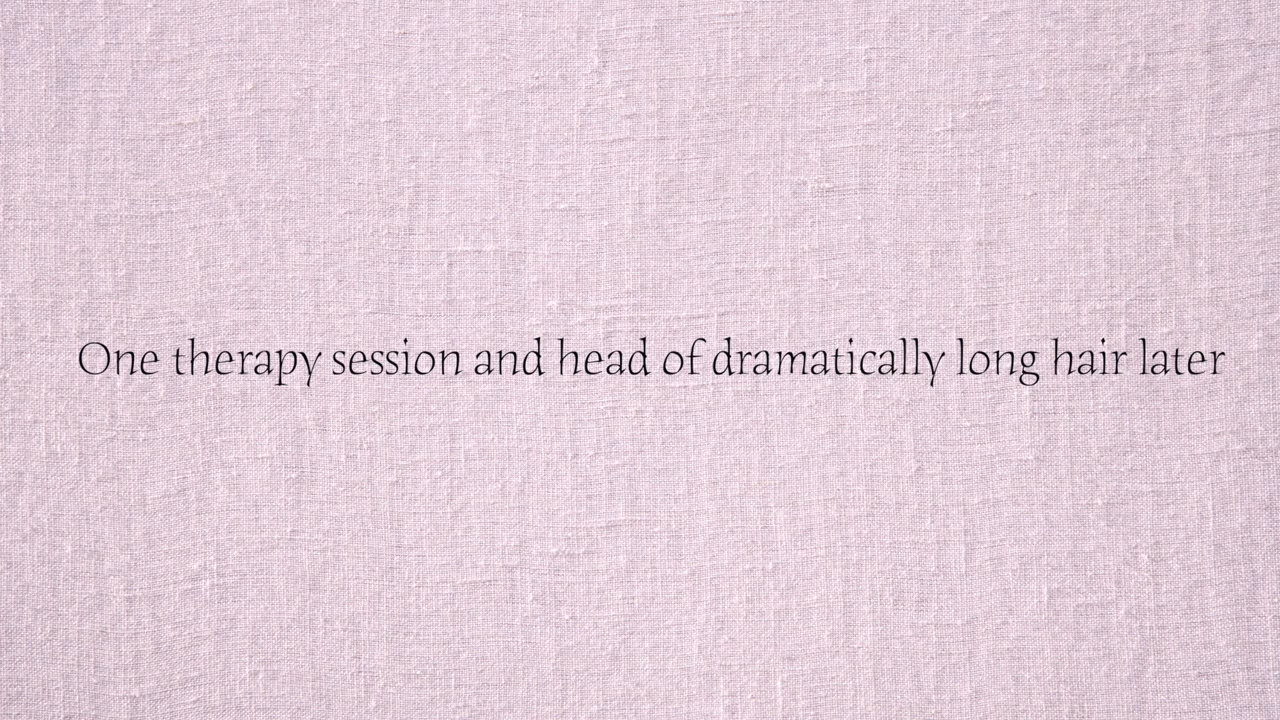 One therapy session and head of dramatically long hair later